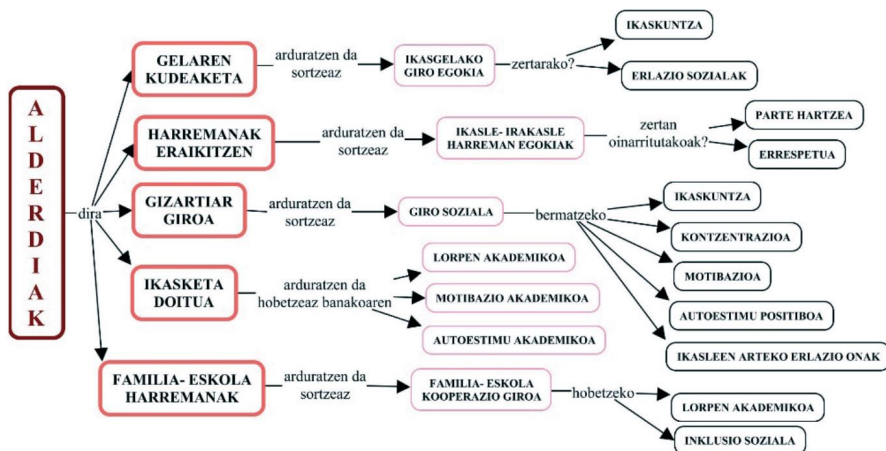 ALDERDIAK
dira
GELAREN
KUDEAKETA
arduratzen da
sortzeaz
IKASGELAKO
GIRO EGOKIA
zertarako?
IKASKUNTZA
ERLAZIO SOZIALAK
HARREMANAK
ERAIKITZEN
arduratzen da
sortzeaz
IKASLE- IRAKASLE
HARREMAN EGOKIAK
zertan
oinarritutakoak?
PARTE HARTZEA
ERRESPETUA
GIZARTIAR
GIROA
arduratzen da
sortzeaz
GIRO SOZIALA
bermatzeko
IKASKUNTZA
KONTZENTRAZIOA
MOTIBAZIOA
AUTOESTIMU POSITIBOA
IKASLEEN ARTEKO ERLAZIO ONAK
IKASKETA
DOITUA
arduratzen da
hobetzeaz banakoaren
LORPEN AKADEMIKOA
MOTIBAZIO AKADEMIKOA
AUTOESTIMU AKADEMIKOA
FAMILIA- ESKOLA
HARREMANAK
arduratzen da
sortzeaz
FAMILIA- ESKOLA
KOOPERAZIO GIROA
hobetzeko
LORPEN AKADEMIKOA
INKLUSIO SOZIALA